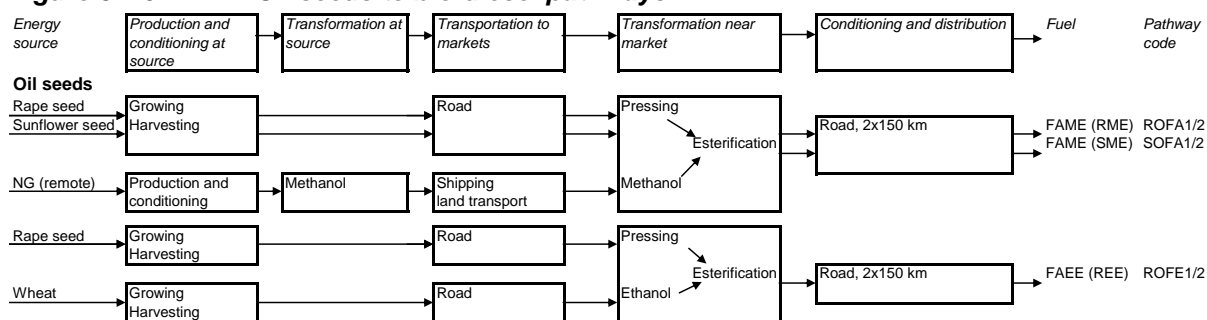 Energy source
Production and conditioning at source
Transformation at source
Transportation to markets
Transformation near market
Conditioning and distribution
Fuel
Pathway code
Oil seeds
Rape seed
Sunflower seed
Growing
Harvesting
Road
Pressing
Esterification
Methanol
Road, 2x150 km
FAME (RME) ROFA1/2
FAME (SME) SOFA1/2
NG (remote)
Production and
conditioning
Methanol
Shipping
land transport
Rape seed
Growing
Harvesting
Road
Pressing
Esterification
Ethanol
Road, 2x150 km
FAEE (REE) ROFE1/2
Wheat
Growing
Harvesting
Road